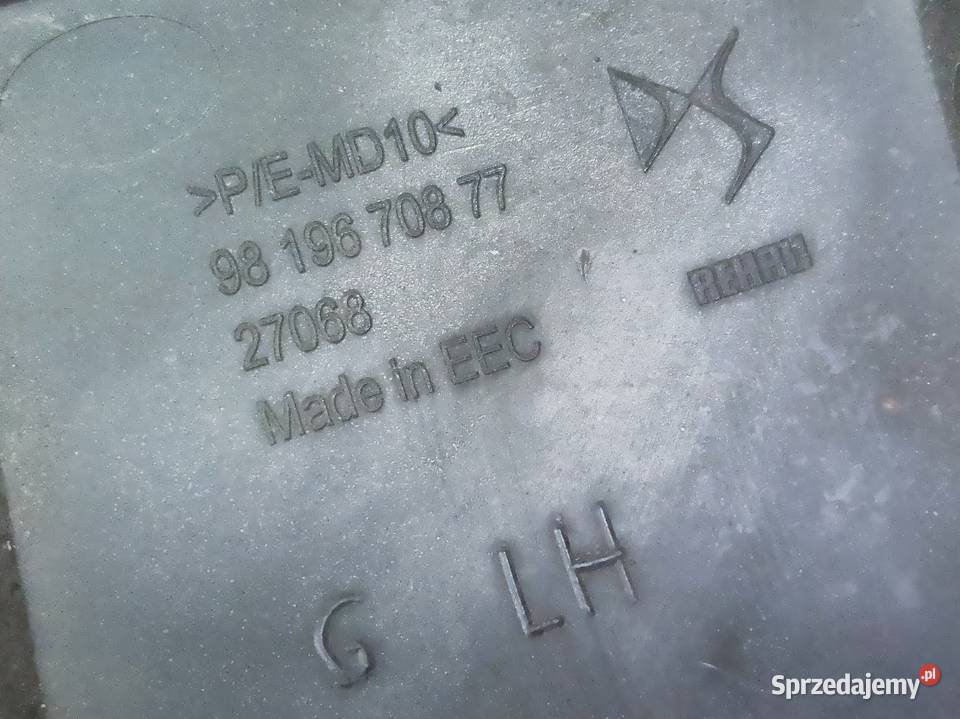 >P/E-MD10<
98 196 708 77
27068
Made in EEC
REHAU
G LH
Sprzedajemy.pl